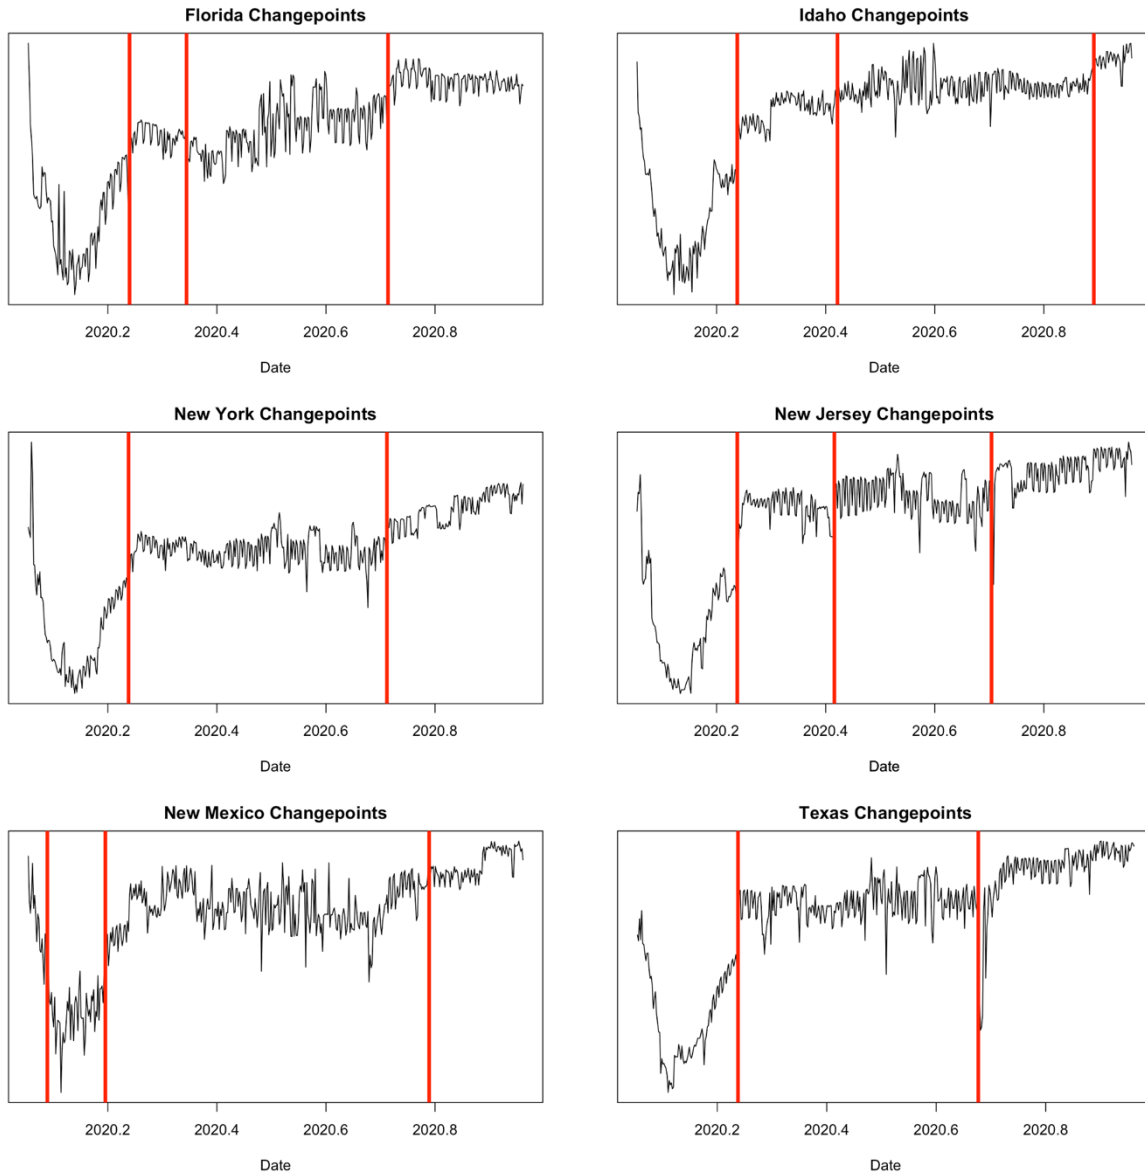 Florida Changepoints
2020.2 2020.4 2020.6 2020.8
Date
Idaho Changepoints
2020.2 2020.4 2020.6 2020.8
Date
New York Changepoints
2020.2 2020.4 2020.6 2020.8
Date
New Jersey Changepoints
2020.2 2020.4 2020.6 2020.8
Date
New Mexico Changepoints
2020.2 2020.4 2020.6 2020.8
Date
Texas Changepoints
2020.2 2020.4 2020.6 2020.8
Date